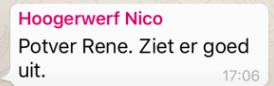 Hoogerwerf Nico
Potver Rene. Ziet er goed
uit.
17:06